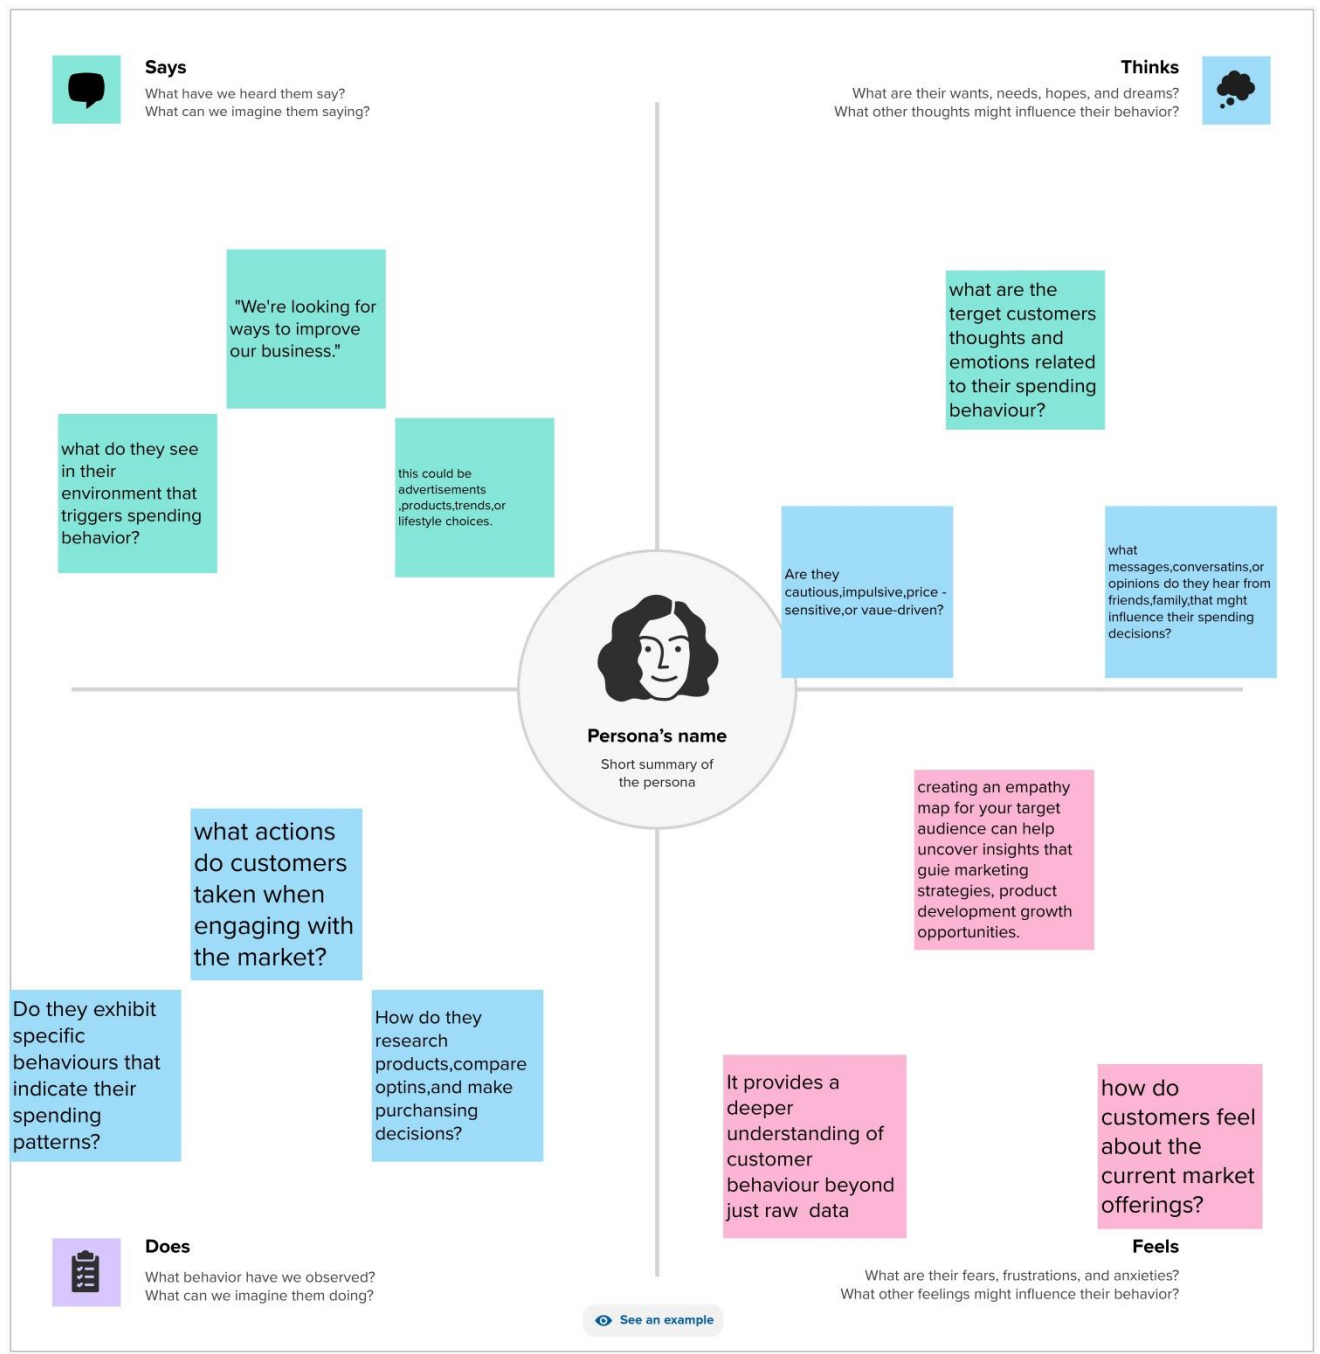 Says
What have we heard them say?
What can we imagine them saying?
Thinks
What are their wants, needs, hopes, and dreams?
What other thoughts might influence their behavior?
"We're looking for
ways to improve
our business."
what do they see
in their
environment that
triggers spending
behavior?
this could be
advertisements
,products,trends,or
lifestyle choices.
what are the
terget customers
thoughts and
emotions related
to their spending
behaviour?
Are they
cautious,impulsive,price -
sensitive,or vaue-driven?
what
messages,conversatins,or
opinions do they hear from
friends,family,that mght
influence their spending
decisions?
Persona's name
Short summary of
the persona
what actions
do customers
taken when
engaging with
the market?
Do they exhibit
specific
behaviours that
indicate their
spending
patterns?
How do they
research
products,compare
optins,and make
purchansing
decisions?
creating an empathy
map for your target
audience can help
uncover insights that
guie marketing
strategies, product
development growth
opportunities.
It provides a
deeper
understanding of
customer
behaviour beyond
just raw  data
how do
customers feel
about the
current market
offerings?
Does
What behavior have we observed?
What can we imagine them doing?
Feels
What are their fears, frustrations, and anxieties?
What other feelings might influence their behavior?
See an example